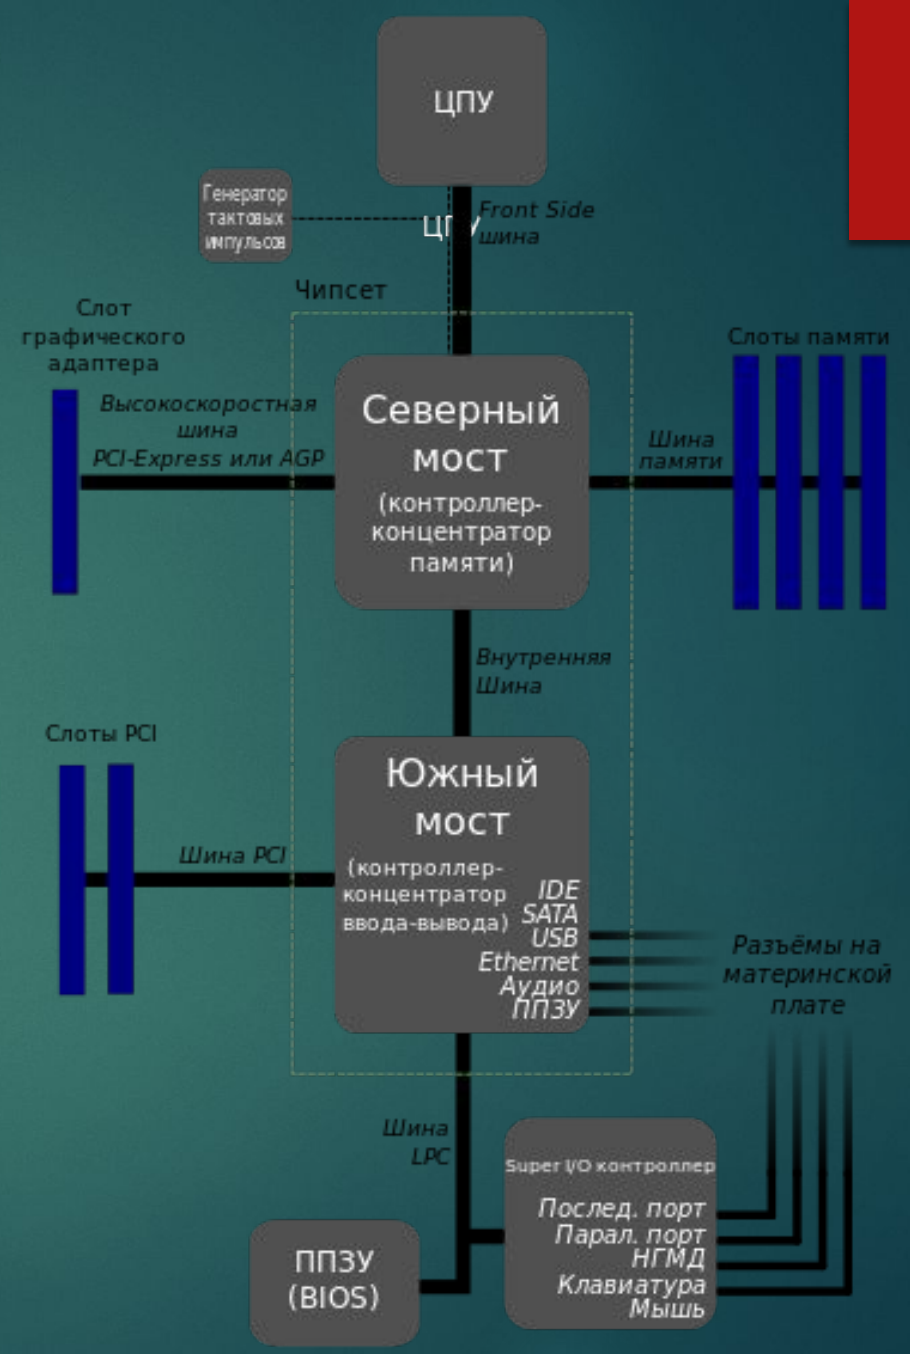 ЦПУ
Генератор
тактовых
импульсов
ЦПУ
Front Side
шина
Чипсет
Слот
графического
адаптера
Высокоскоростная
шина
PCI-Express или AGP
Северный
мост
(контроллер-
концентратор
памяти)
Шина
памяти
Слоты памяти
Внутренняя
Шина
Слоты PCI
Шина PCI
Южный
мост
(контроллер-
концентратор
ввода-вывода)
IDE
SATA
USB
Ethernet
Аудио
ППЗУ
Разъёмы на
материнской
плате
Шина
LPC
Super I/O контроллер
Послед. порт
Парал. порт
НГМД
Клавиатура
Мышь
ППЗУ
(BIOS)